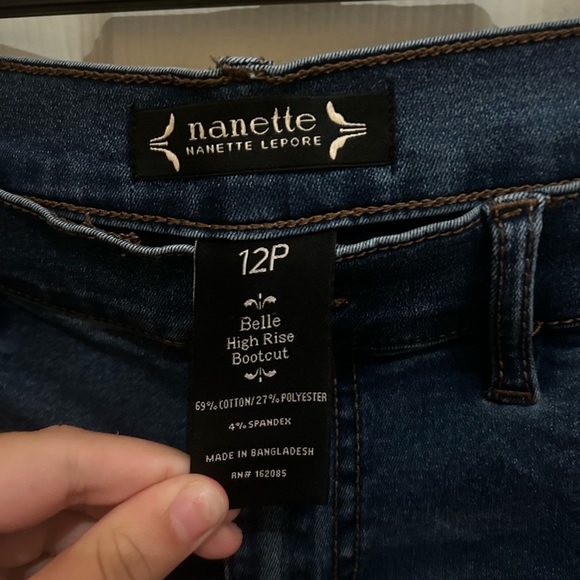 nanette
NANETTE LEPORE
12P
Belle
High Rise
Bootcut
69% COTTON/27% POLYESTER
4% SPANDEX
MADE IN BANGLADESH
RN# 162085